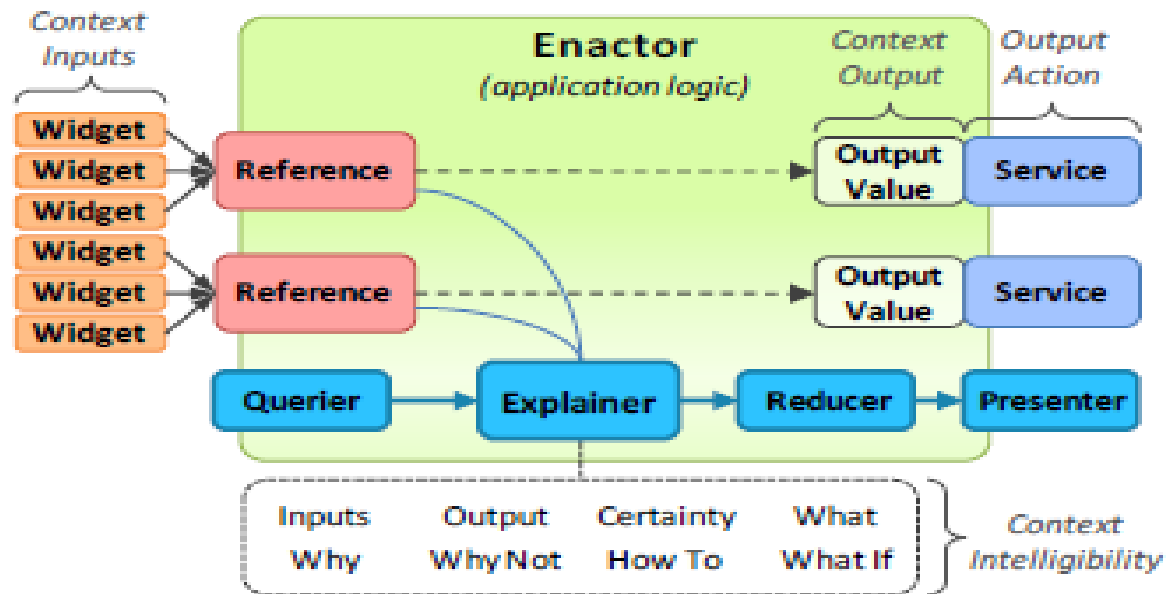 Context
Inputs
Enactor
(application logic)
Context
Output
Output
Action
Widget
Widget
Widget
Widget
Widget
Widget
Reference
Output
Value
Service
Reference
Output
Value
Service
Querier
Explainer
Reducer
Presenter
Inputs Output Certainty What
Why Why Not How To What If
Context
Intelligibility